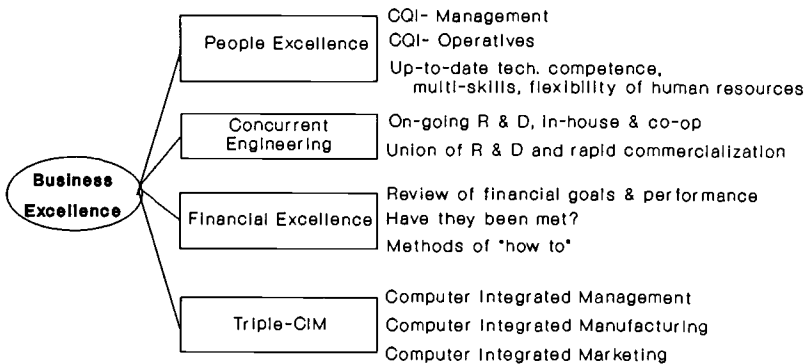 Business
Excellence
People Excellence
CQI- Management
CQI- Operatives
Up-to-date tech. competence,
multi-skills, flexibility of human resources
Concurrent
Engineering
On-going R & D, in-house & co-op
Union of R & D and rapid commercialization
Financial Excellence
Review of financial goals & performance
Have they been met?
Methods of "how to"
Triple-CIM
Computer Integrated Management
Computer Integrated Manufacturing
Computer Integrated Marketing